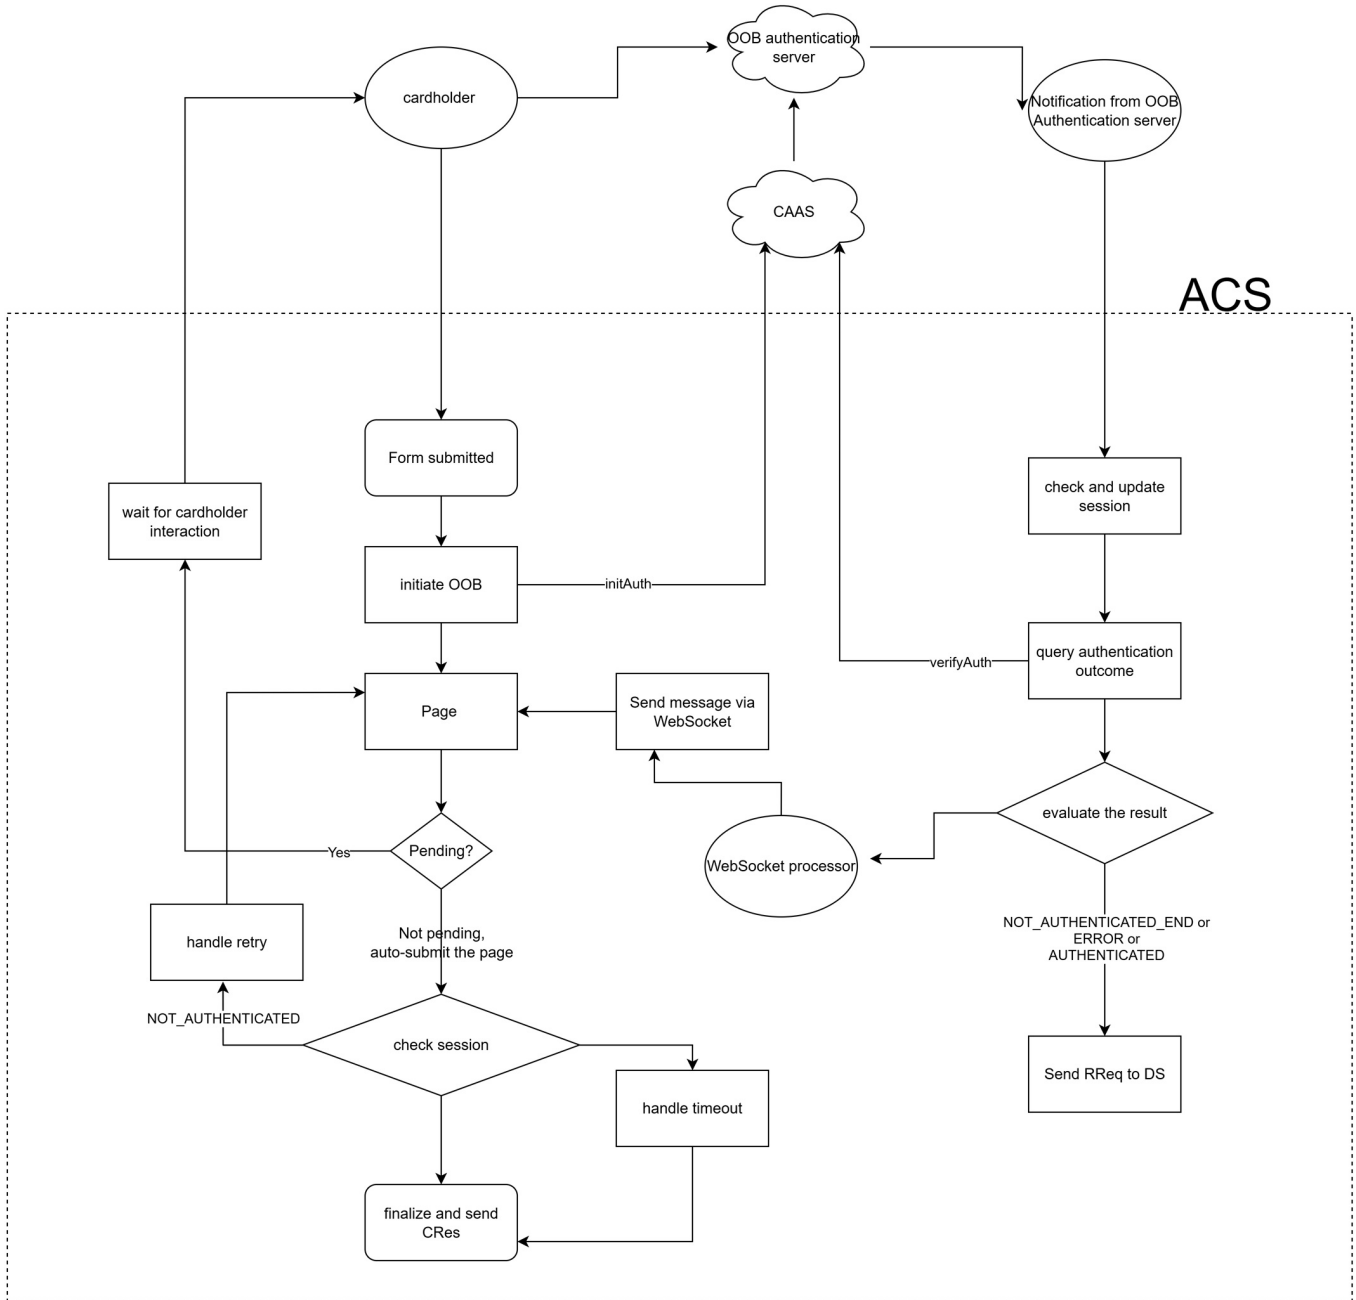 OOB authentication
server
cardholder
Notification from OOB
Authentication server
CAAS
ACS
Form submitted
check and update
session
wait for cardholder
interaction
initiate OOB
initAuth
query authentication
outcome
verifyAuth
Page
Send message via
WebSocket
evaluate the result
Pending?
Yes
WebSocket processor
handle retry
Not pending,
auto-submit the page
NOT_AUTHENTICATED_END or
ERROR or
AUTHENTICATED
NOT_AUTHENTICATED
check session
Send RReq to DS
handle timeout
finalize and send
CRes